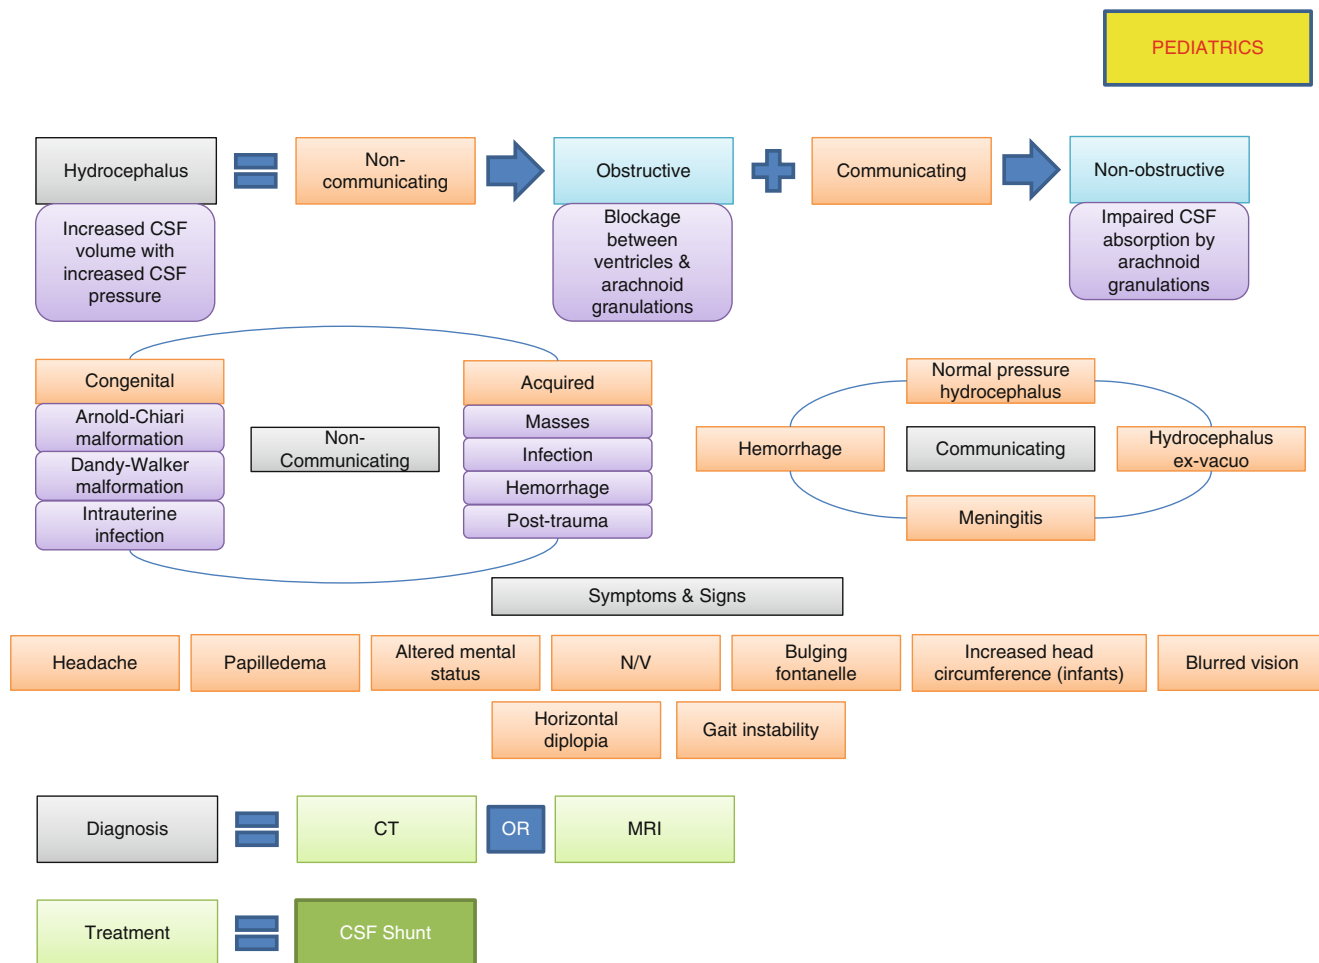 PEDIATRICS
Hydrocephalus
Non-
communicating
Obstructive
Communicating
Non-obstructive
Increased CSF
volume with
increased CSF
pressure
Blockage
between
ventricles &
arachnoid
granulations
Impaired CSF
absorption by
arachnoid
granulations
Congenital
Arnold-Chiari
malformation
Dandy-Walker
malformation
Intrauterine
infection
Non-
Communicating
Acquired
Masses
Infection
Hemorrhage
Post-trauma
Normal pressure
hydrocephalus
Hemorrhage
Communicating
Hydrocephalus
ex-vacuo
Meningitis
Symptoms & Signs
Headache
Papilledema
Altered mental
status
N/V
Bulging
fontanelle
Increased head
circumference (infants)
Blurred vision
Horizontal
diplopia
Gait instability
Diagnosis
CT
OR
MRI
Treatment
CSF Shunt